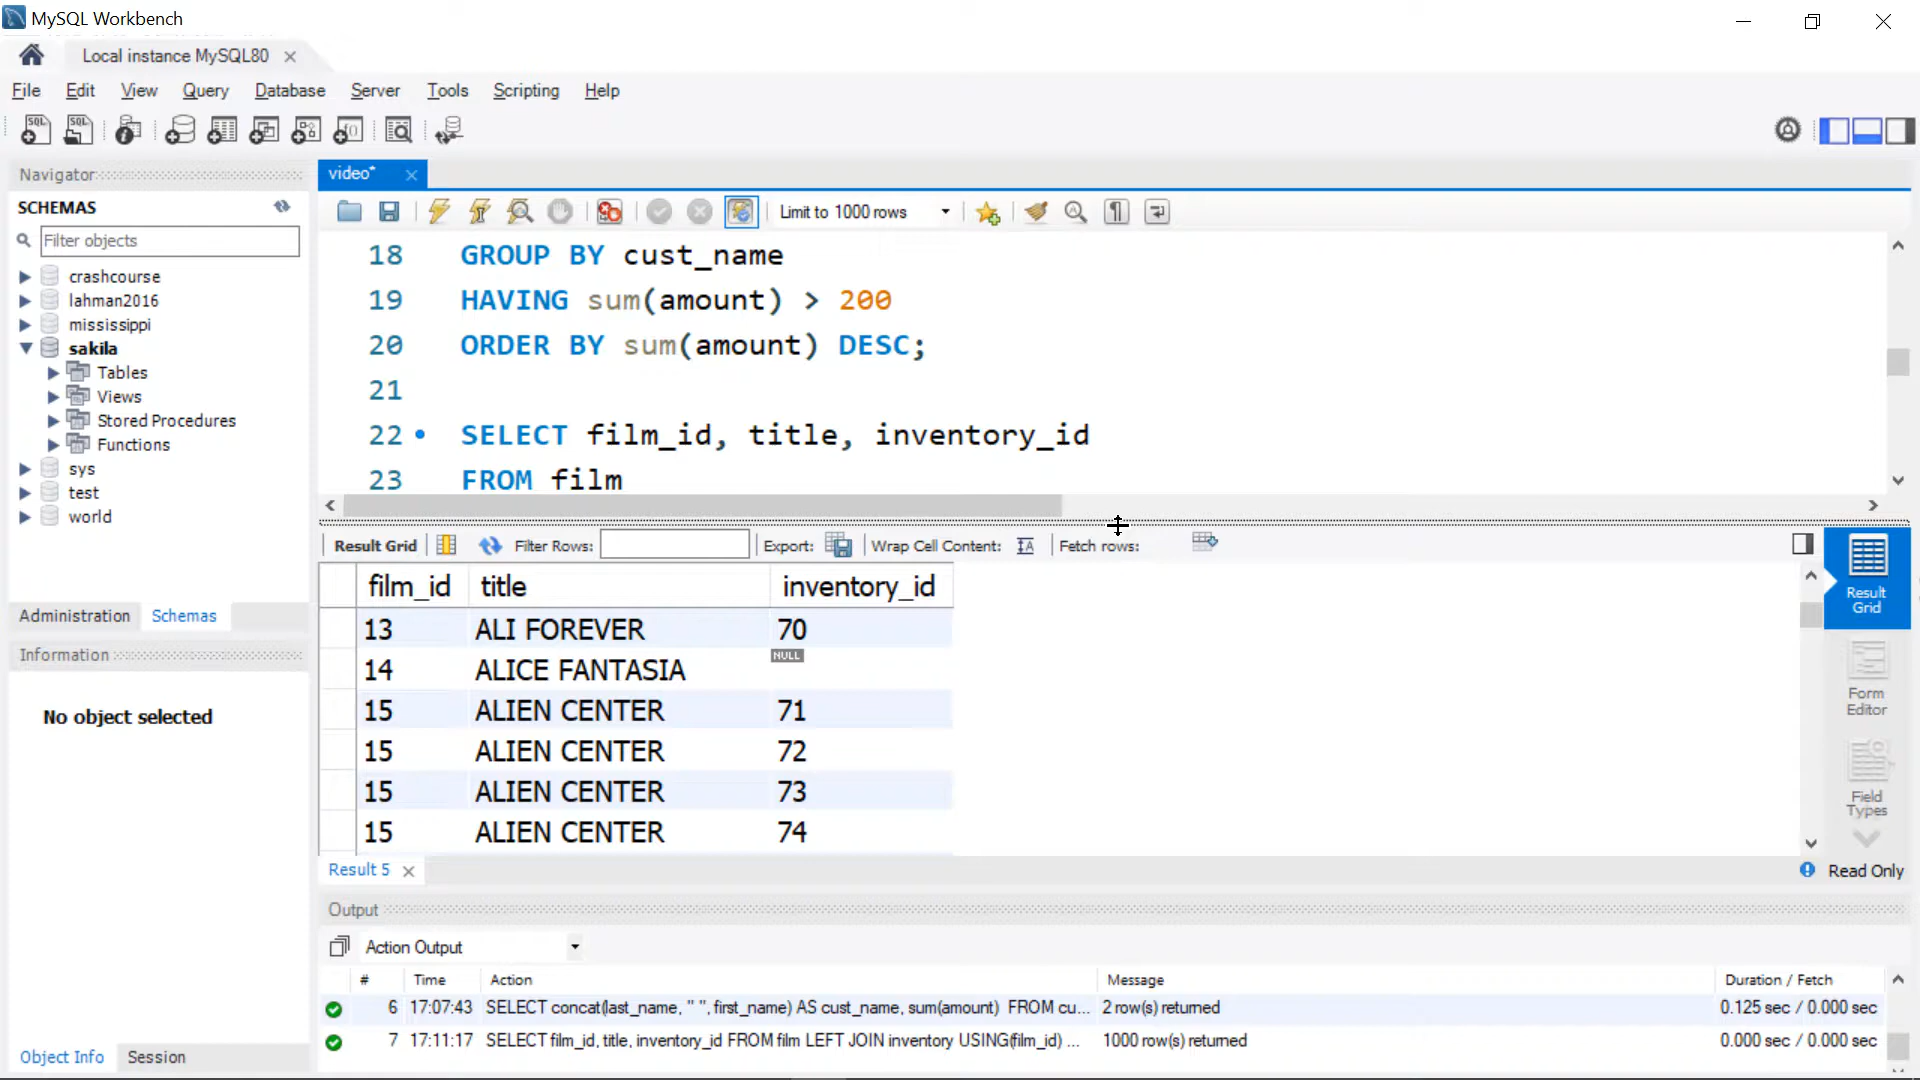 MySQL Workbench
Local instance MySQL80
File Edit View Query Database Server Tools Scripting Help
Navigator
SCHEMAS
Filter objects
crashcourse
lahman2016
mississippi
sakila
Tables
Views
Stored Procedures
Functions
sys
test
world
Administration Schemas
Information
No object selected
Object Info Session
video*
Limit to 1000 rows
18 GROUP BY cust_name
19 HAVING sum(amount) > 200
20 ORDER BY sum(amount) DESC;
21
22 SELECT film_id, title, inventory_id
23 FROM film
Result Grid Filter Rows: Export: Wrap Cell Content: Fetch rows:
film_id title inventory_id
13 ALI FOREVER 70
14 ALICE FANTASIA NULL
15 ALIEN CENTER 71
15 ALIEN CENTER 72
15 ALIEN CENTER 73
15 ALIEN CENTER 74
Result Grid
Form Editor
Field Types
Result 5 Read Only
Output
Action Output
# Time Action Message Duration / Fetch
6 17:07:43 SELECT concat(last_name, " ", first_name) AS cust_name, sum(amount) FROM cu... 2 row(s) returned 0.125 sec / 0.000 sec
7 17:11:17 SELECT film_id, title, inventory_id FROM film LEFT JOIN inventory USING(film_id) ... 1000 row(s) returned 0.000 sec / 0.000 sec